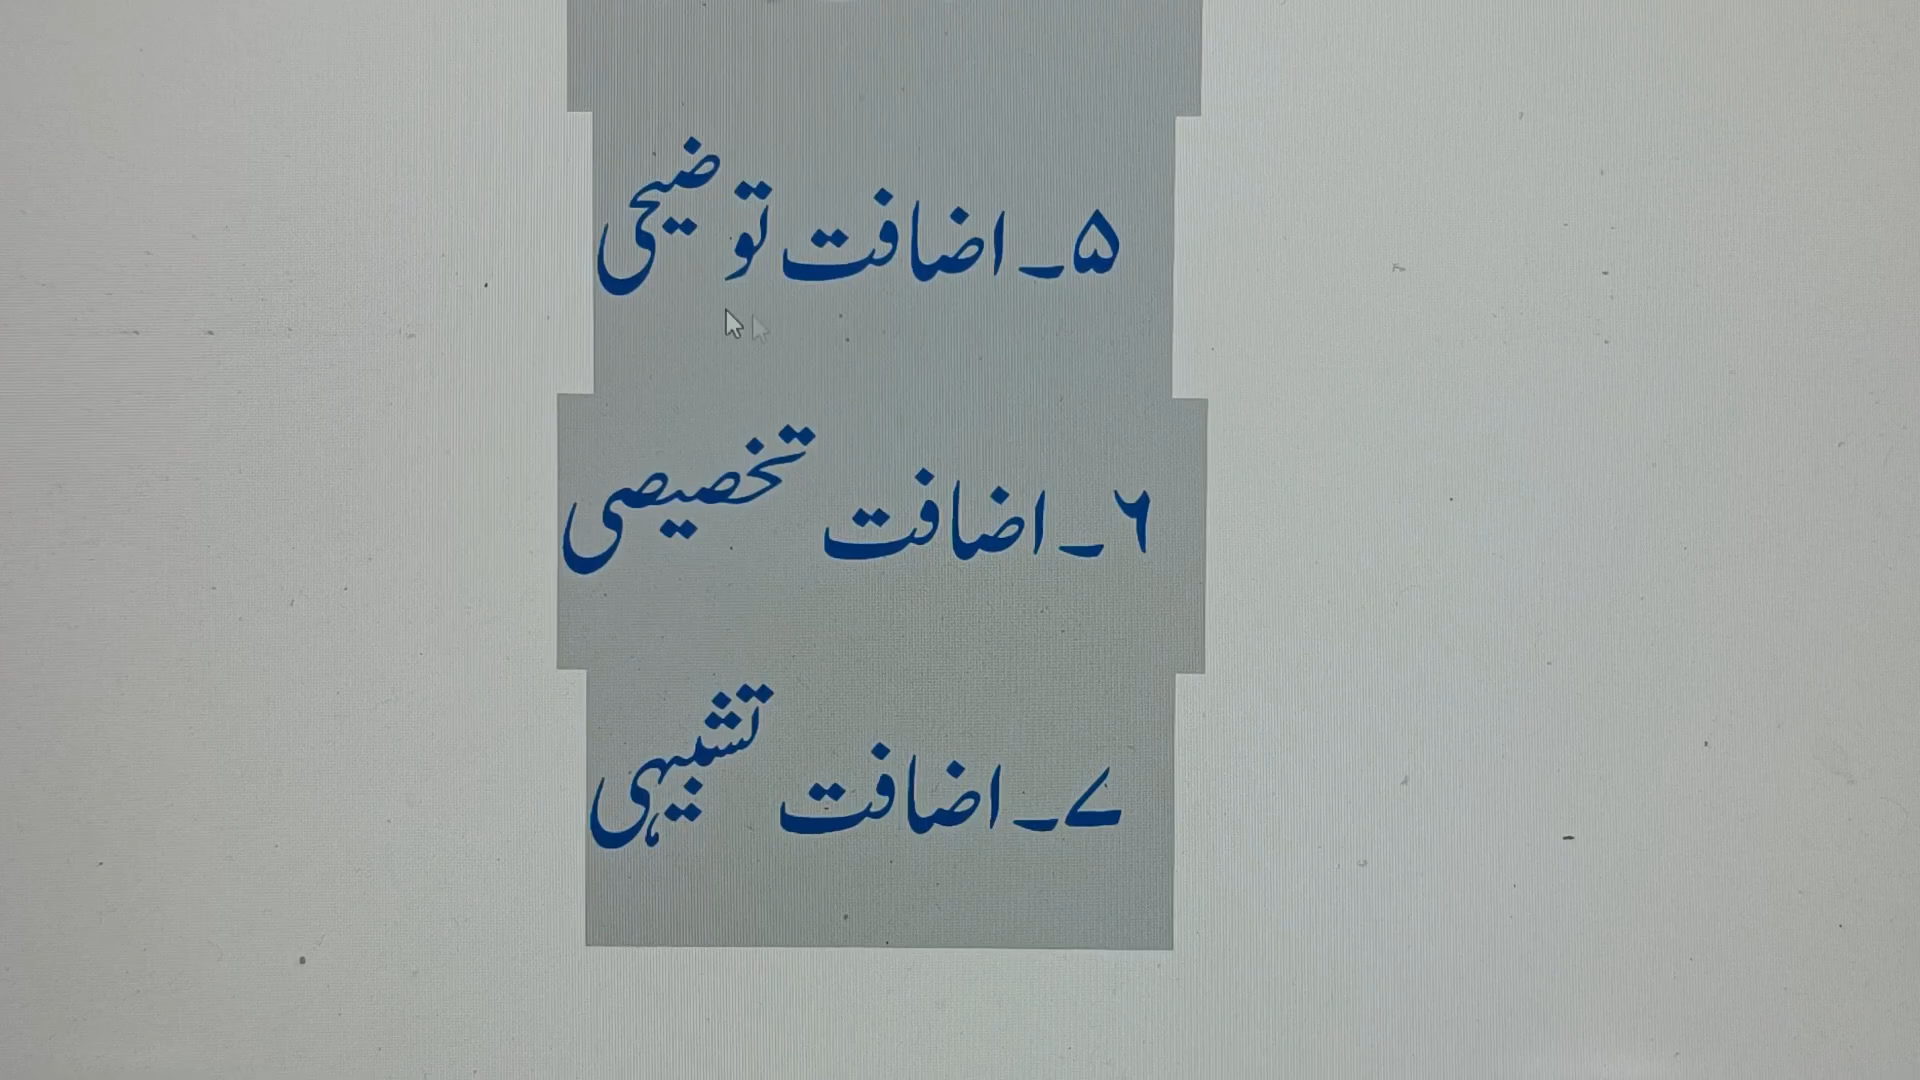 ۵۔ اضافت توضیحی
۶۔ اضافت تخصیصی
۷۔ اضافت تشبیہی